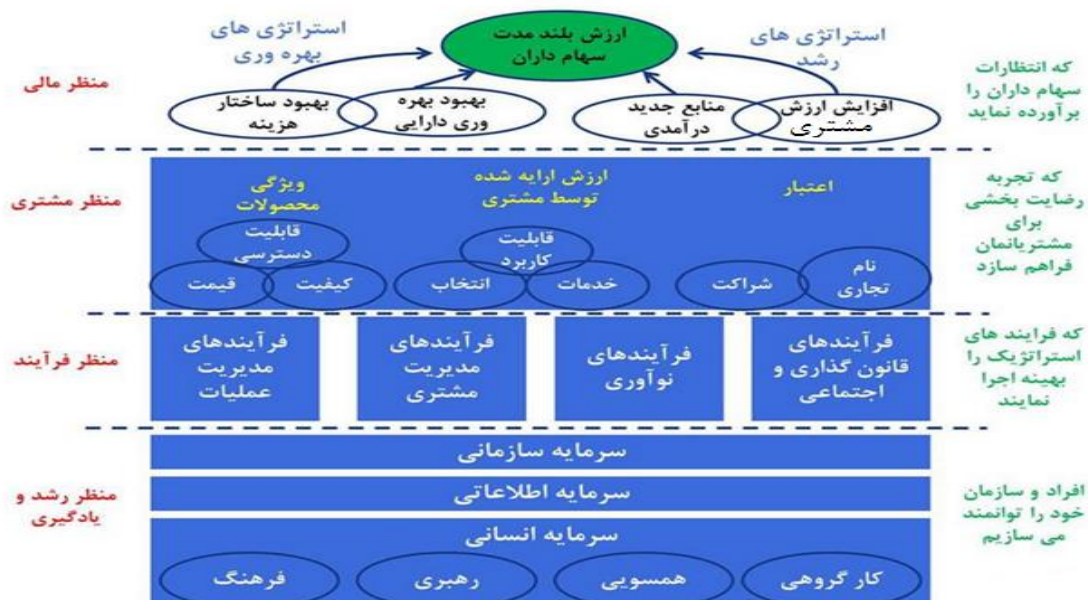 ارزش بلند مدت
سهام داران
استراتژی های
رشد
استراتژی های
بهره وری
که انتظارات
سهام داران را
برآورده نماید
افزایش ارزش
مشتری
منابع جدید
درآمدی
بهبود بهره
وری دارایی
بهبود ساختار
هزینه
منظر مالی
که تجربه
رضایت بخشی
برای
مشتریانمان
فراهم سازد
اعتبار
ارزش ارایه شده
توسط مشتری
ویژگی
محصولات
نام
تجاری
شراکت
قابلیت
کاربرد
خدمات
انتخاب
قابلیت
دسترسی
کیفیت
قیمت
منظر مشتری
که فرایند های
استراتژیک را
بهینه اجرا
نمایند
فرآیندهای
قانون گذاری و
اجتماعی
فرآیندهای
نوآوری
فرآیندهای
مدیریت
مشتری
فرآیندهای
مدیریت
عملیات
منظر فرآیند
افراد و سازمان
خود را توانمند
می سازیم
سرمایه سازمانی
سرمایه اطلاعاتی
سرمایه انسانی
کار گروهی
همسویی
رهبری
فرهنگ
منظر رشد و
یادگیری